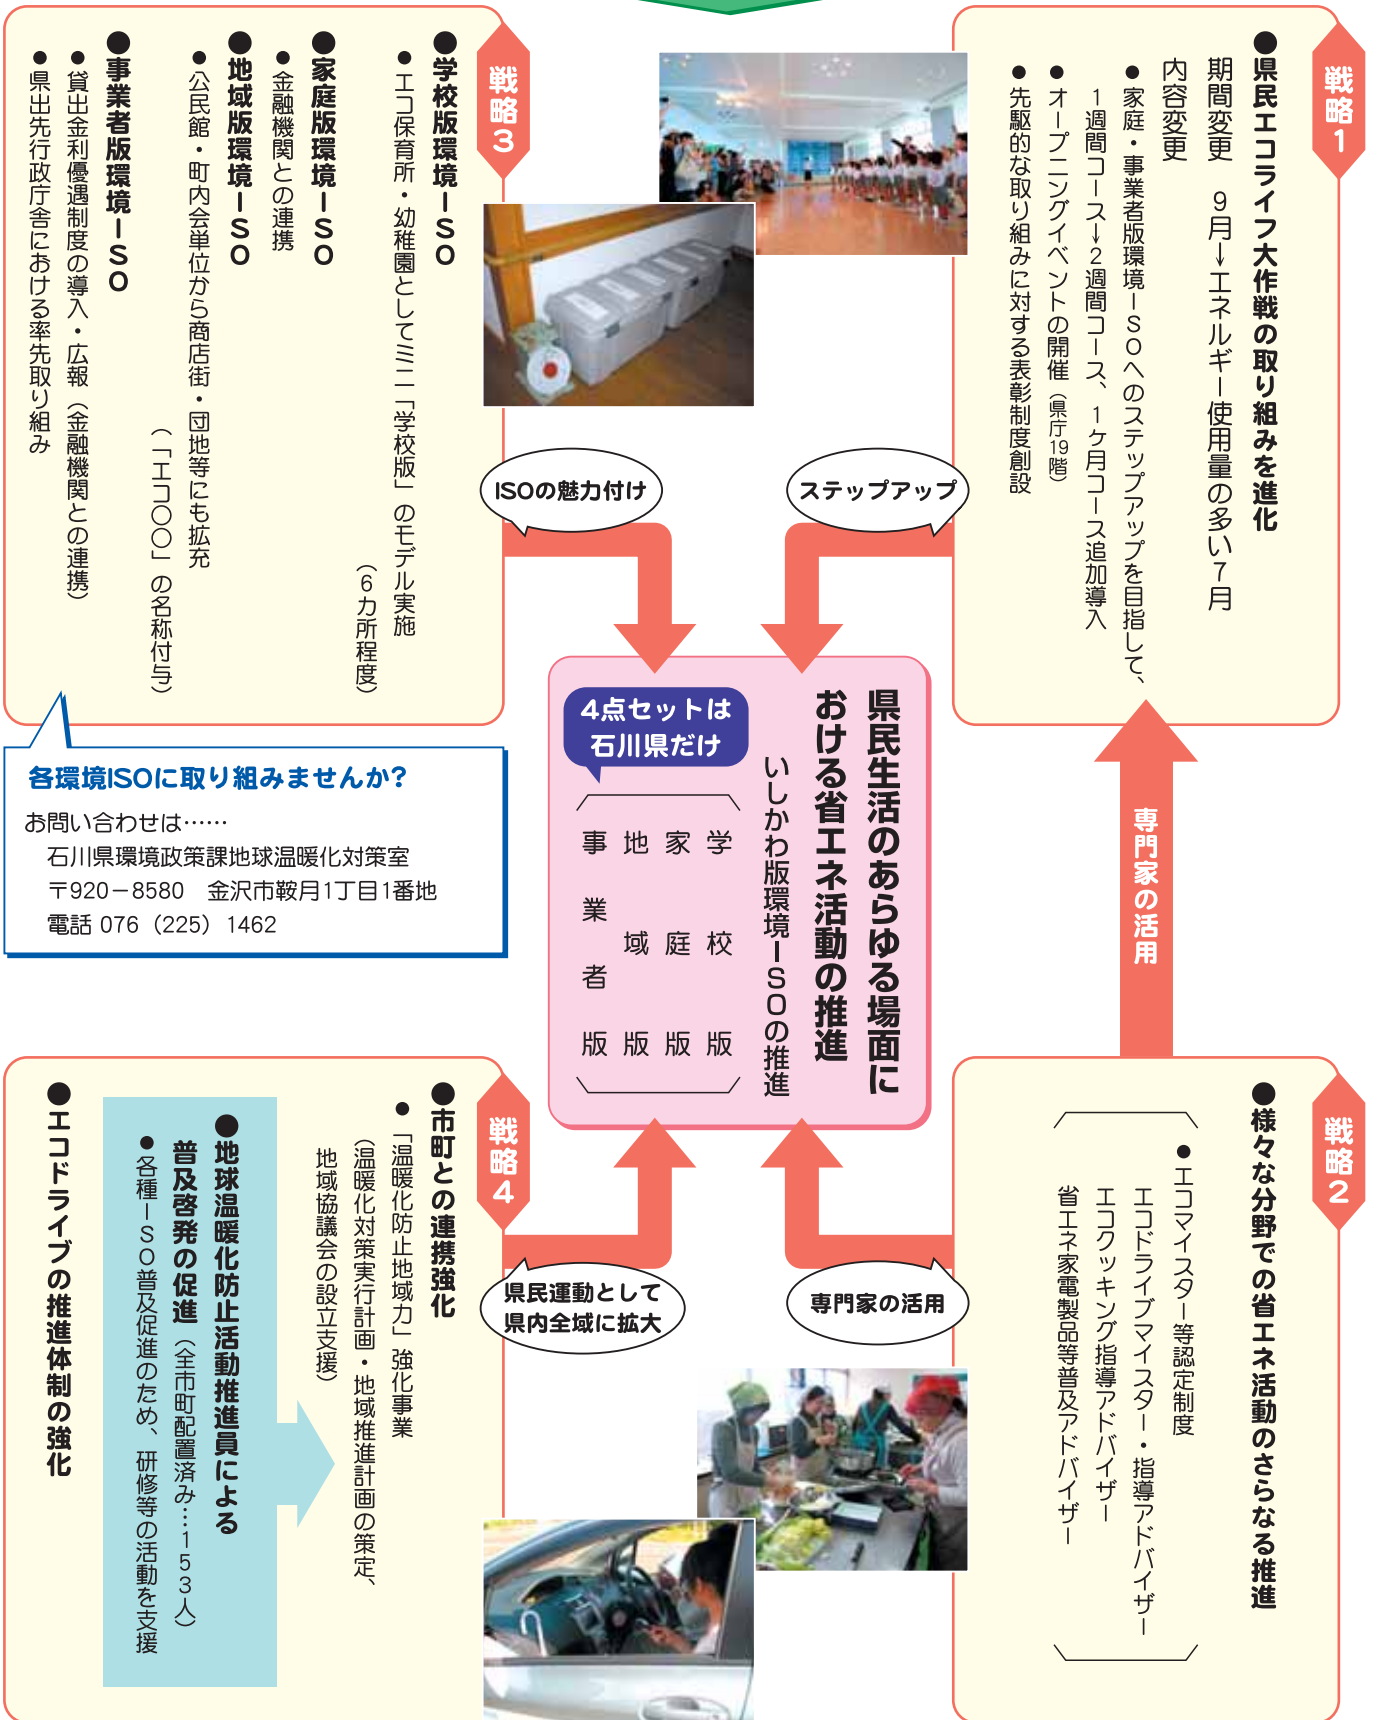 戦略1
●県民エコライフ大作戦の取り組みを進化
期間変更　9月→エネルギー使用量の多い7月
内容変更
●家庭・事業者版環境ISOへのステップアップを目指して、
1週間コース→2週間コース、1ヶ月コース追加導入
●オープニングイベントの開催（県庁19階）
●先駆的な取り組みに対する表彰制度創設
ステップアップ
戦略2
●様々な分野での省エネ活動のさらなる推進
●エコマイスター等認定制度
エコドライブマイスター・指導アドバイザー
エコクッキング指導アドバイザー
省エネ家電製品等普及アドバイザー
専門家の活用
専門家の活用
戦略3
●学校版環境ISO
●エコ保育所・幼稚園としてミニ「学校版」のモデル実施
（6カ所程度）
●家庭版環境ISO
●金融機関との連携
●地域版環境ISO
●公民館・町内会単位から商店街・団地等にも拡充
（「エコ○○」の名称付与）
●事業者版環境ISO
●貸出金利優遇制度の導入・広報（金融機関との連携）
●県出先行政庁舎における率先取り組み
ISOの魅力付け
各環境ISOに取り組みませんか?
お問い合わせは……
石川県環境政策課地球温暖化対策室
〒920－8580　金沢市鞍月1丁目1番地
電話 076（225）1462
県民生活のあらゆる場面に
おける省エネ活動の推進
いしかわ版環境ISOの推進
4点セットは
石川県だけ
学校版
家庭版
地域版
事業者版
戦略4
●市町との連携強化
●「温暖化防止地域力」強化事業
（温暖化対策実行計画・地域推進計画の策定、
地域協議会の設立支援）
●地球温暖化防止活動推進員による
普及啓発の促進（全市町配置済み…153人）
●各種ISO普及促進のため、研修等の活動を支援
●エコドライブの推進体制の強化
県民運動として
県内全域に拡大